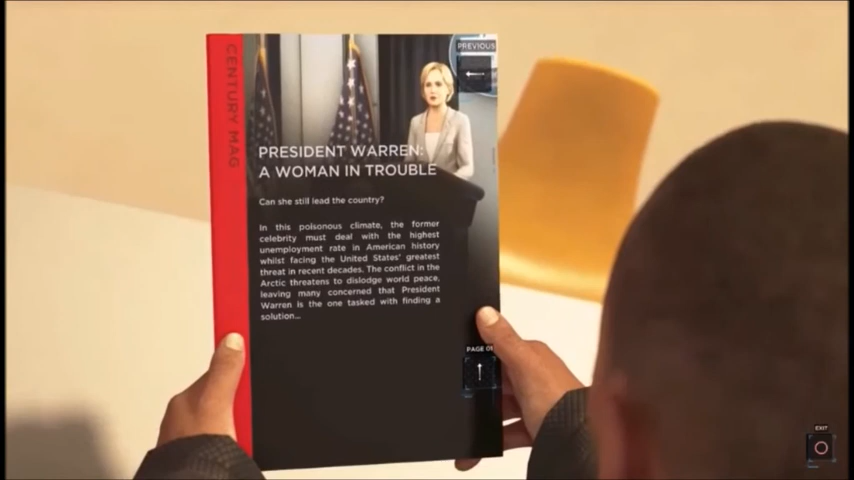 CENTURY MAG
PREVIOUS
PRESIDENT WARREN:
A WOMAN IN TROUBLE
Can she still lead the country?
In this poisonous climate, the former
celebrity must deal with the highest
unemployment rate in American history
whilst facing the United States' greatest
threat in recent decades. The conflict in the
Arctic threatens to dislodge world peace,
leaving many concerned that President
Warren is the one tasked with finding a
solution...
PAGE 01
EXIT